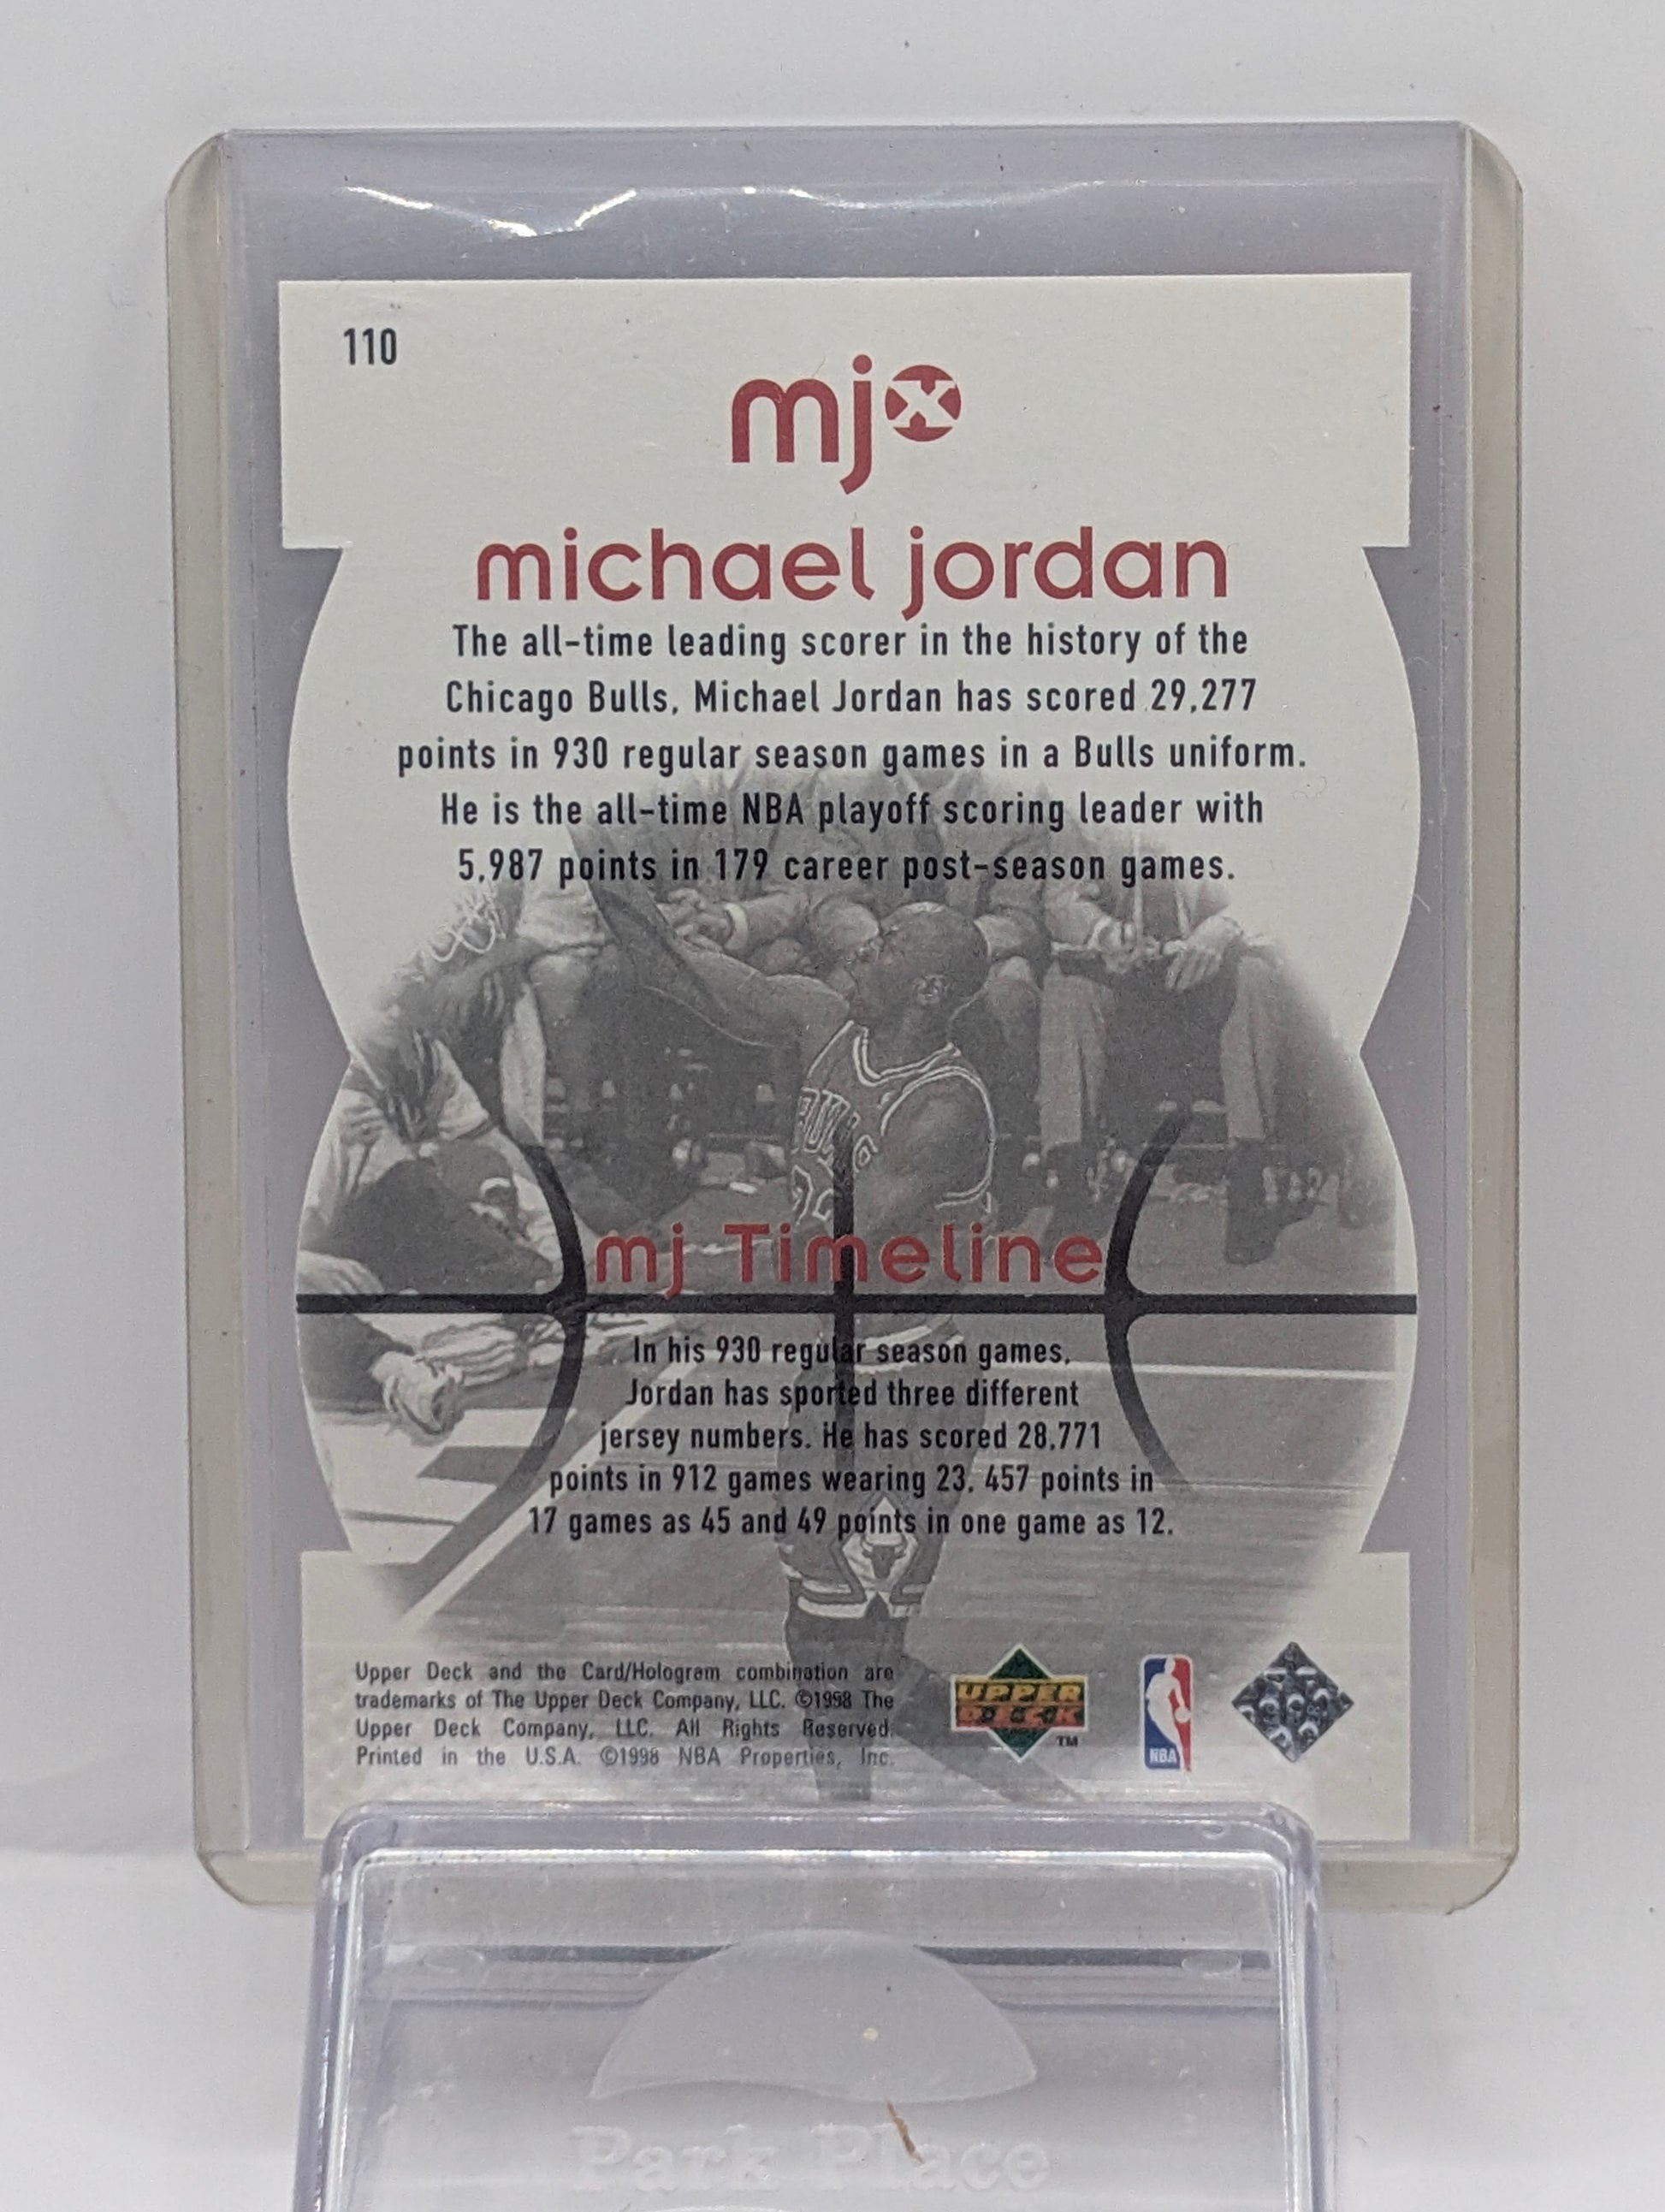 110
mjx
michael jordan
The all-time leading scorer in the history of the
Chicago Bulls, Michael Jordan has scored 29,277
points in 930 regular season games in a Bulls uniform.
He is the all-time NBA playoff scoring leader with
5,987 points in 179 career post-season games.
mj Timeline
In his 930 regular season games,
Jordan has sported three different
jersey numbers. He has scored 28,771
points in 912 games wearing 23, 457 points in
17 games as 45 and 49 points in one game as 12.
Upper Deck and the Card/Hologram combination are
trademarks of The Upper Deck Company, LLC. ©1998 The
Upper Deck Company, LLC. All Rights Reserved.
Printed in the U.S.A. ©1998 NBA Properties, Inc.
UPPER
DECK
TM
NBA
Park Place